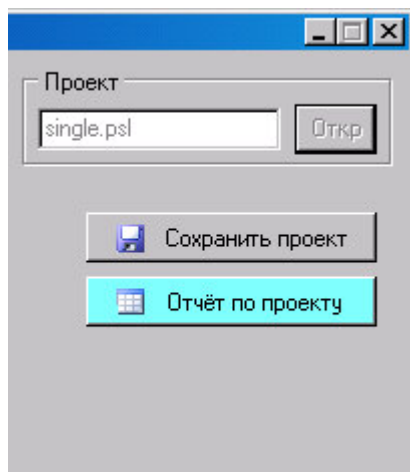 Проект
single.psl
Откр
Сохранить проект
Отчёт по проекту